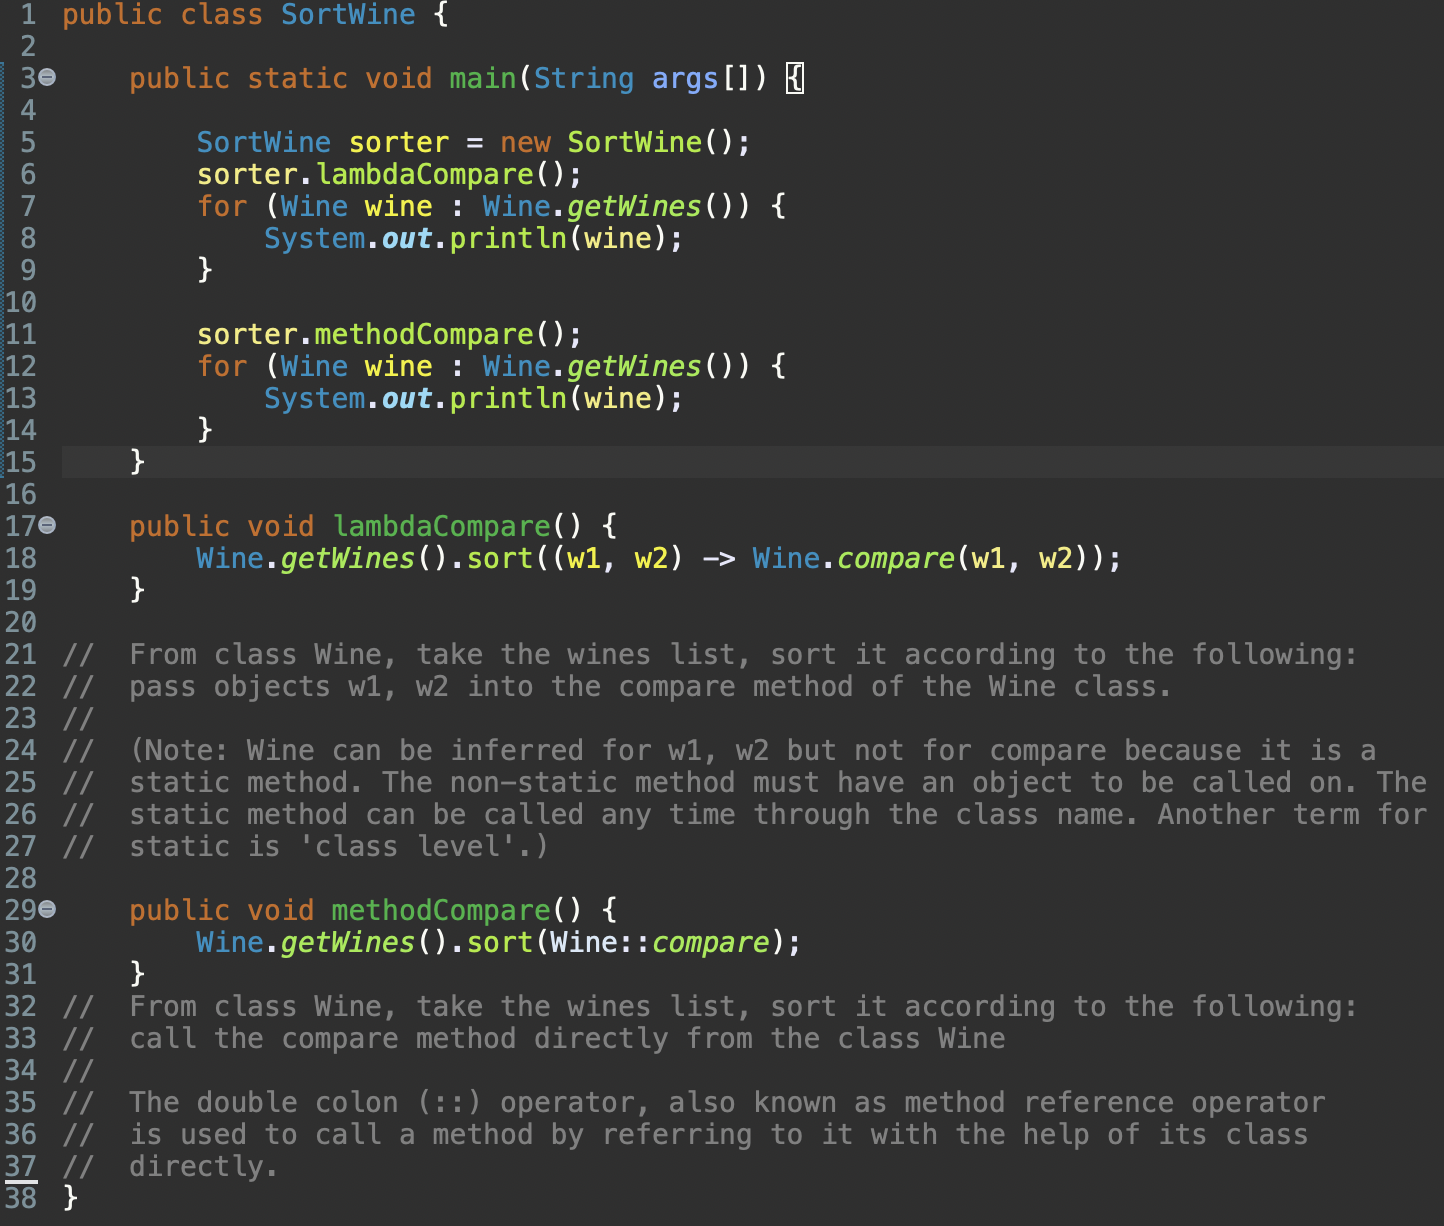 1 public class SortWine {
2
3 public static void main(String args[]) {
4
5 SortWine sorter = new SortWine();
6 sorter.lambdaCompare();
7 for (Wine wine : Wine.getWines()) {
8 System.out.println(wine);
9 }
10
11 sorter.methodCompare();
12 for (Wine wine : Wine.getWines()) {
13 System.out.println(wine);
14 }
15 }
16
17 public void lambdaCompare() {
18 Wine.getWines().sort((w1, w2) -> Wine.compare(w1, w2));
19 }
20
21 // From class Wine, take the wines list, sort it according to the following:
22 // pass objects w1, w2 into the compare method of the Wine class.
23 //
24 // (Note: Wine can be inferred for w1, w2 but not for compare because it is a
25 // static method. The non-static method must have an object to be called on. The
26 // static method can be called any time through the class name. Another term for
27 // static is 'class level'.)
28
29 public void methodCompare() {
30 Wine.getWines().sort(Wine::compare);
31 }
32 // From class Wine, take the wines list, sort it according to the following:
33 // call the compare method directly from the class Wine
34 //
35 // The double colon (::) operator, also known as method reference operator
36 // is used to call a method by referring to it with the help of its class
37 // directly.
38 }